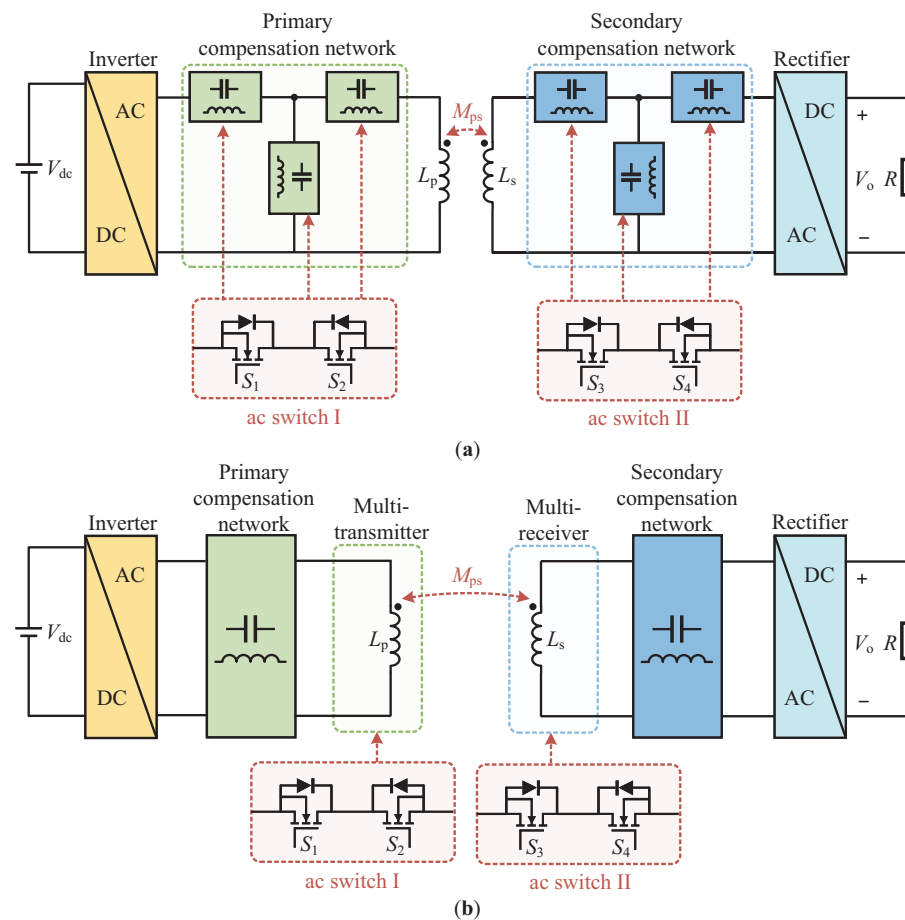 Primary
compensation network
Secondary
compensation network
Inverter
Rectifier
AC
DC
V_dc
L_p
M_ps
L_s
DC
AC
+
V_o R
−
S_1
S_2
S_3
S_4
ac switch I
ac switch II
(a)
Primary
compensation
network
Secondary
compensation
network
Inverter
Multi-
transmitter
Multi-
receiver
Rectifier
AC
DC
V_dc
L_p
M_ps
L_s
DC
AC
+
V_o R
−
S_1
S_2
S_3
S_4
ac switch I
ac switch II
(b)